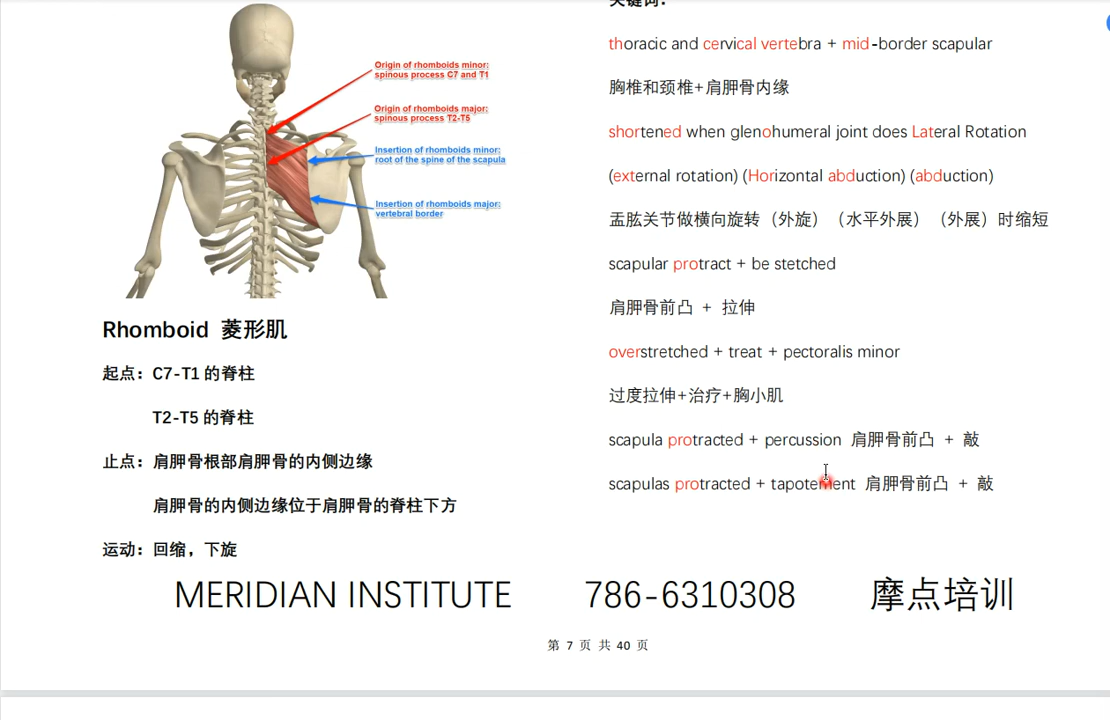 Origin of rhomboids minor:
spinous process C7 and T1
Origin of rhomboids major:
spinous process T2-T5
Insertion of rhomboids minor:
root of the spine of the scapula
Insertion of rhomboids major:
vertebral border
Rhomboid 菱形肌
起点：C7-T1 的脊柱
T2-T5 的脊柱
止点：肩胛骨根部肩胛骨的内侧边缘
肩胛骨的内侧边缘位于肩胛骨的脊柱下方
运动：回缩，下旋
thoracic and cervical vertebra + mid-border scapular
胸椎和颈椎+肩胛骨内缘
shortened when glenohumeral joint does Lateral Rotation
(external rotation) (Horizontal abduction) (abduction)
盂肱关节做横向旋转（外旋）（水平外展）（外展）时缩短
scapular protract + be stetched
肩胛骨前凸 + 拉伸
overstretched + treat + pectoralis minor
过度拉伸+治疗+胸小肌
scapula protracted + percussion 肩胛骨前凸 + 敲
scapulas protracted + tapotement 肩胛骨前凸 + 敲
MERIDIAN INSTITUTE 786-6310308 摩点培训
第 7 页 共 40 页